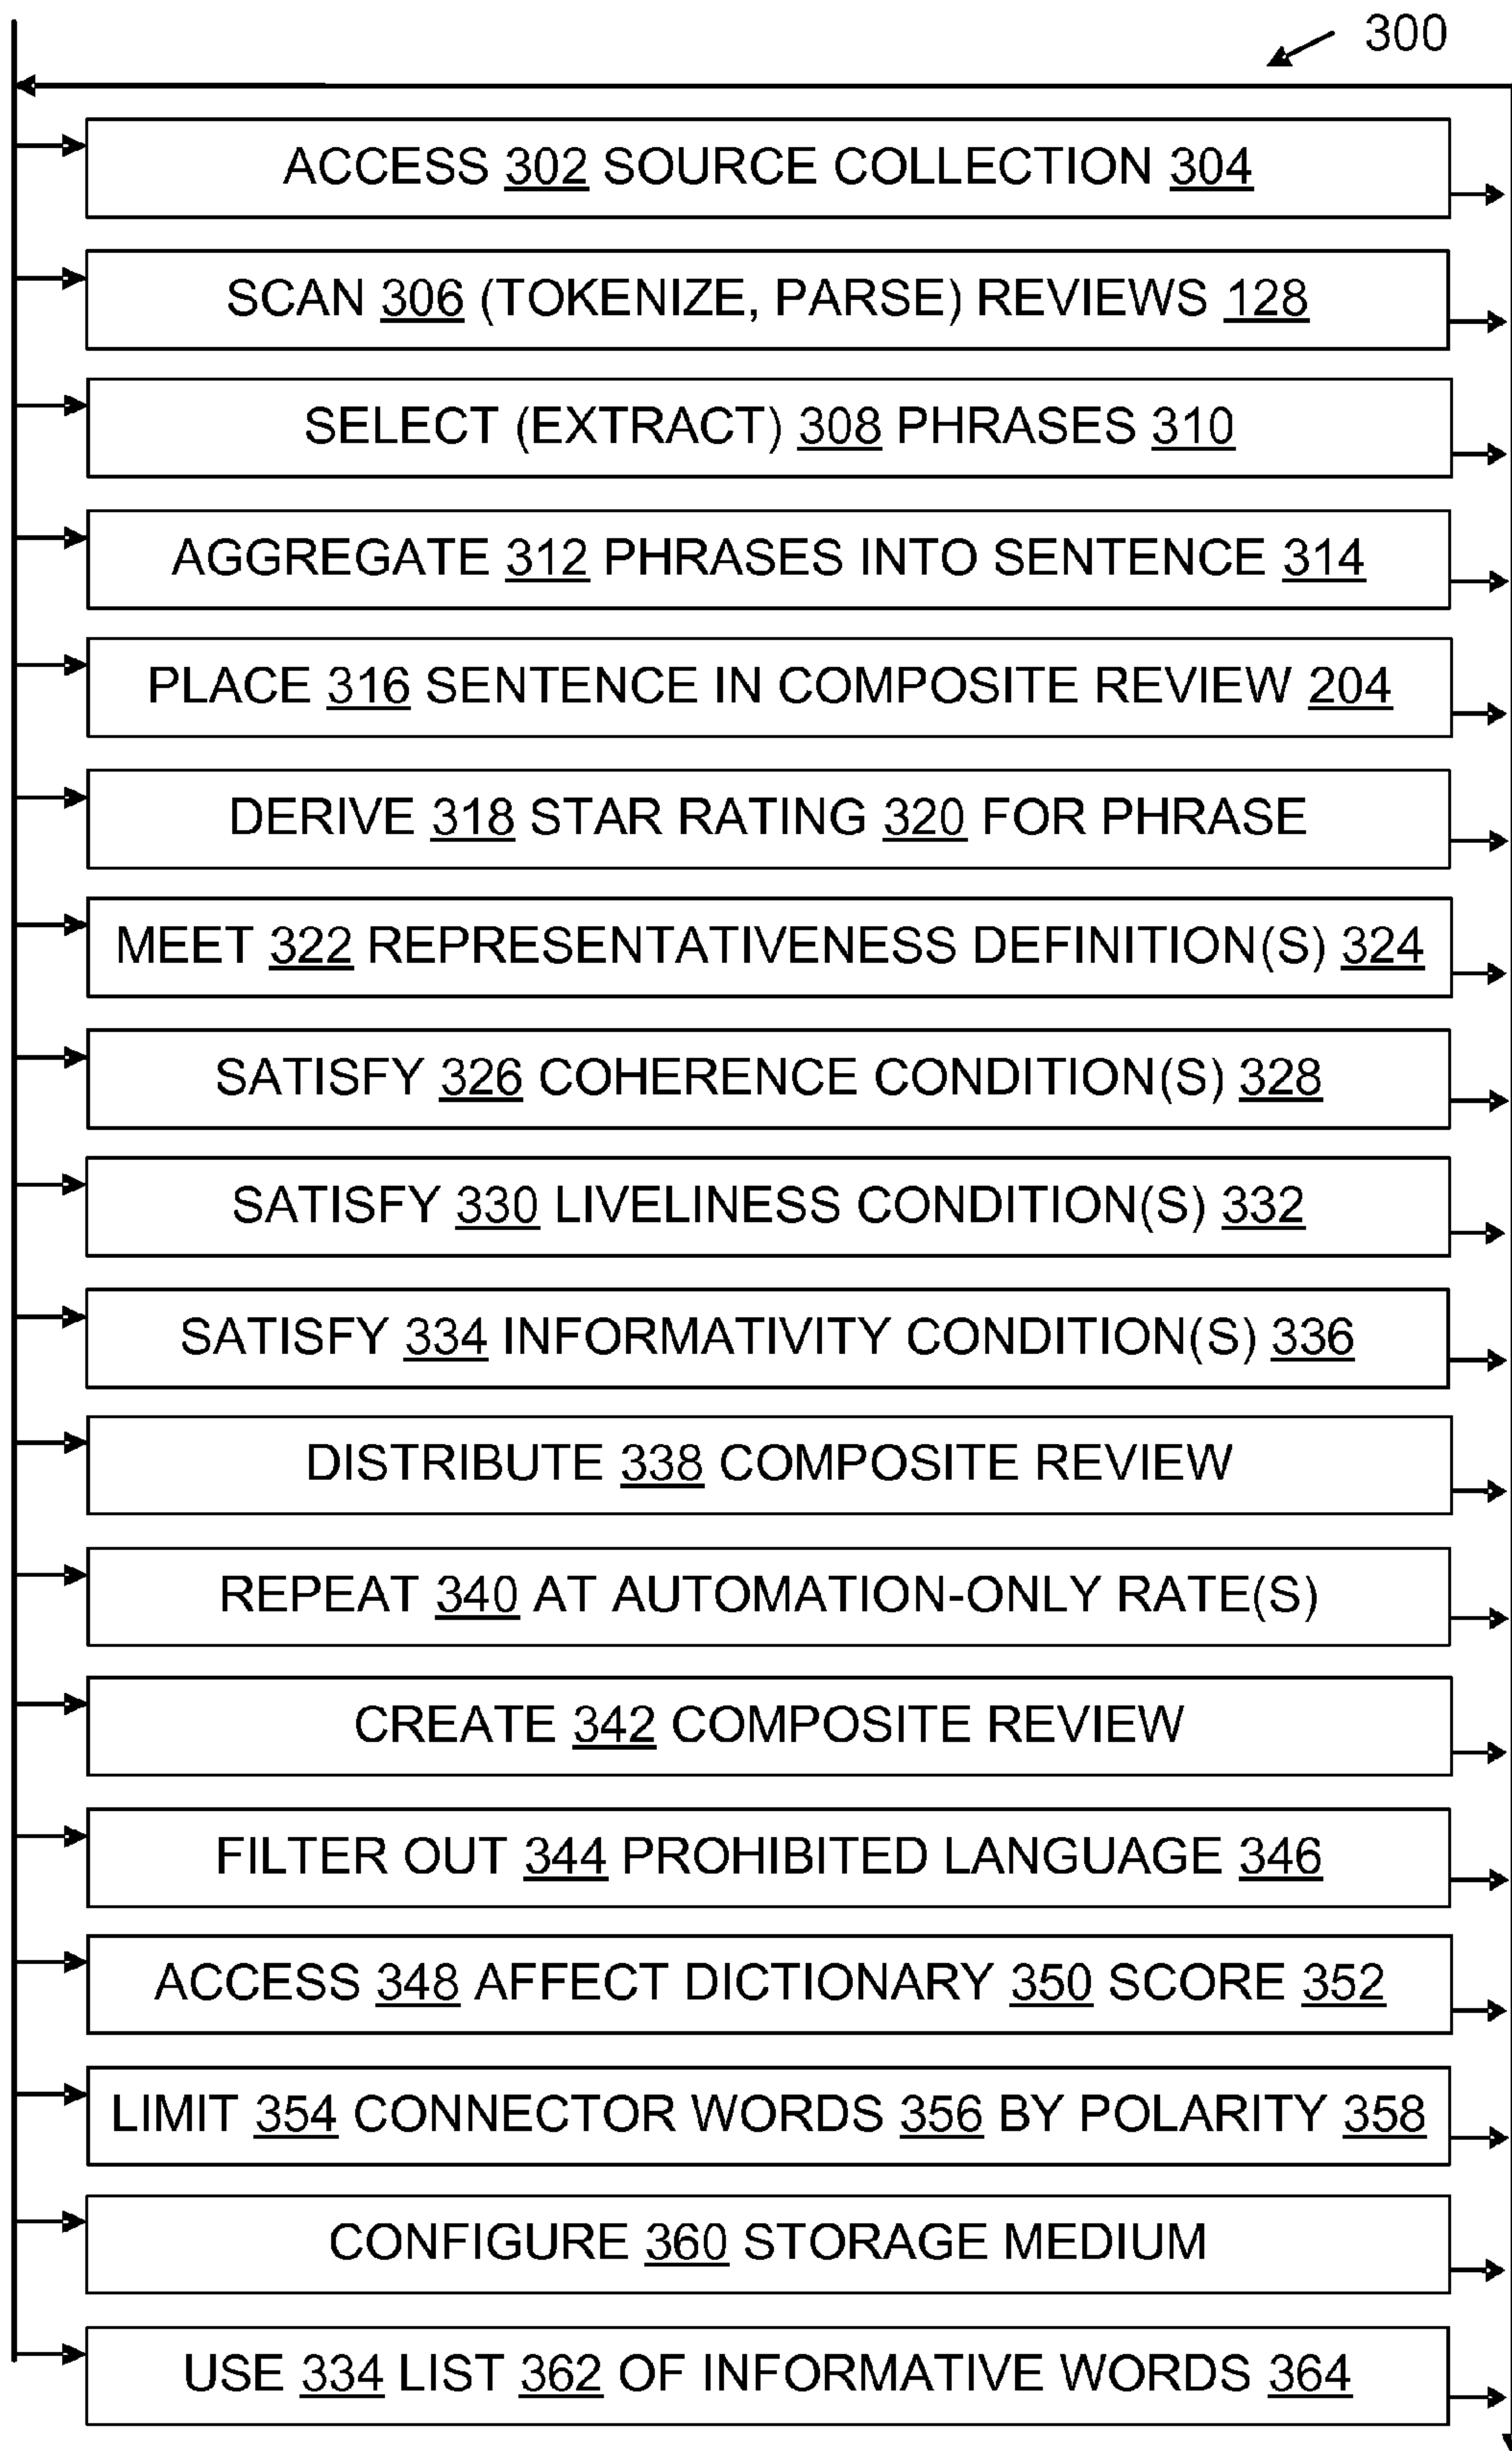 300
ACCESS 302 SOURCE COLLECTION 304
SCAN 306 (TOKENIZE, PARSE) REVIEWS 128
SELECT (EXTRACT) 308 PHRASES 310
AGGREGATE 312 PHRASES INTO SENTENCE 314
PLACE 316 SENTENCE IN COMPOSITE REVIEW 204
DERIVE 318 STAR RATING 320 FOR PHRASE
MEET 322 REPRESENTATIVENESS DEFINITION(S) 324
SATISFY 326 COHERENCE CONDITION(S) 328
SATISFY 330 LIVELINESS CONDITION(S) 332
SATISFY 334 INFORMATIVITY CONDITION(S) 336
DISTRIBUTE 338 COMPOSITE REVIEW
REPEAT 340 AT AUTOMATION-ONLY RATE(S)
CREATE 342 COMPOSITE REVIEW
FILTER OUT 344 PROHIBITED LANGUAGE 346
ACCESS 348 AFFECT DICTIONARY 350 SCORE 352
LIMIT 354 CONNECTOR WORDS 356 BY POLARITY 358
CONFIGURE 360 STORAGE MEDIUM
USE 334 LIST 362 OF INFORMATIVE WORDS 364